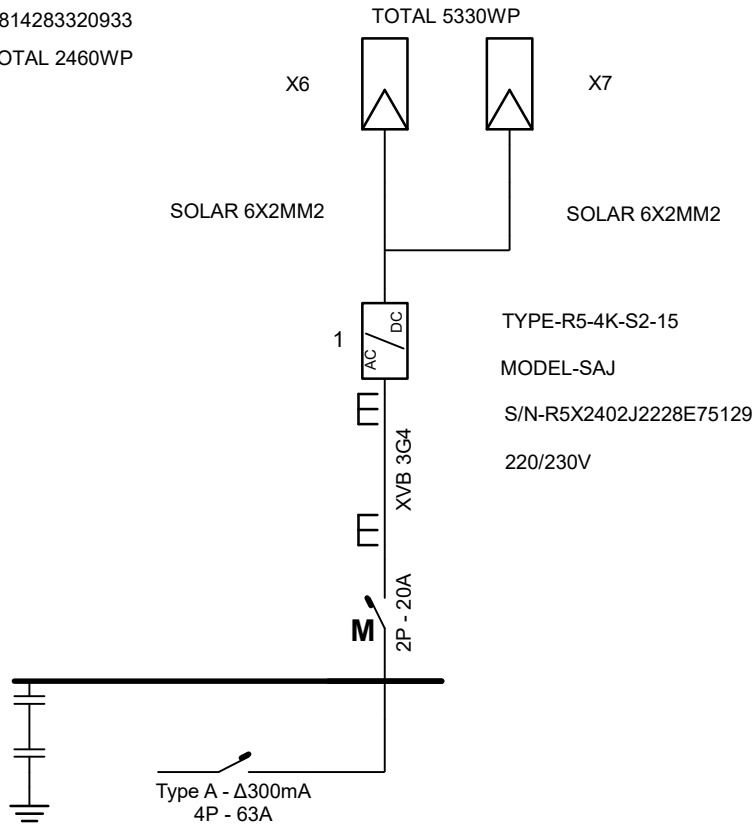 814283320933
TOTAL 5330WP
OTAL 2460WP
X6
X7
SOLAR 6X2MM2
SOLAR 6X2MM2
1
AC
DC
TYPE-R5-4K-S2-15
MODEL-SAJ
S/N-R5X2402J2228E75129
220/230V
XVB 3G4
2P - 20A
M
Type A - Δ300mA
4P - 63A